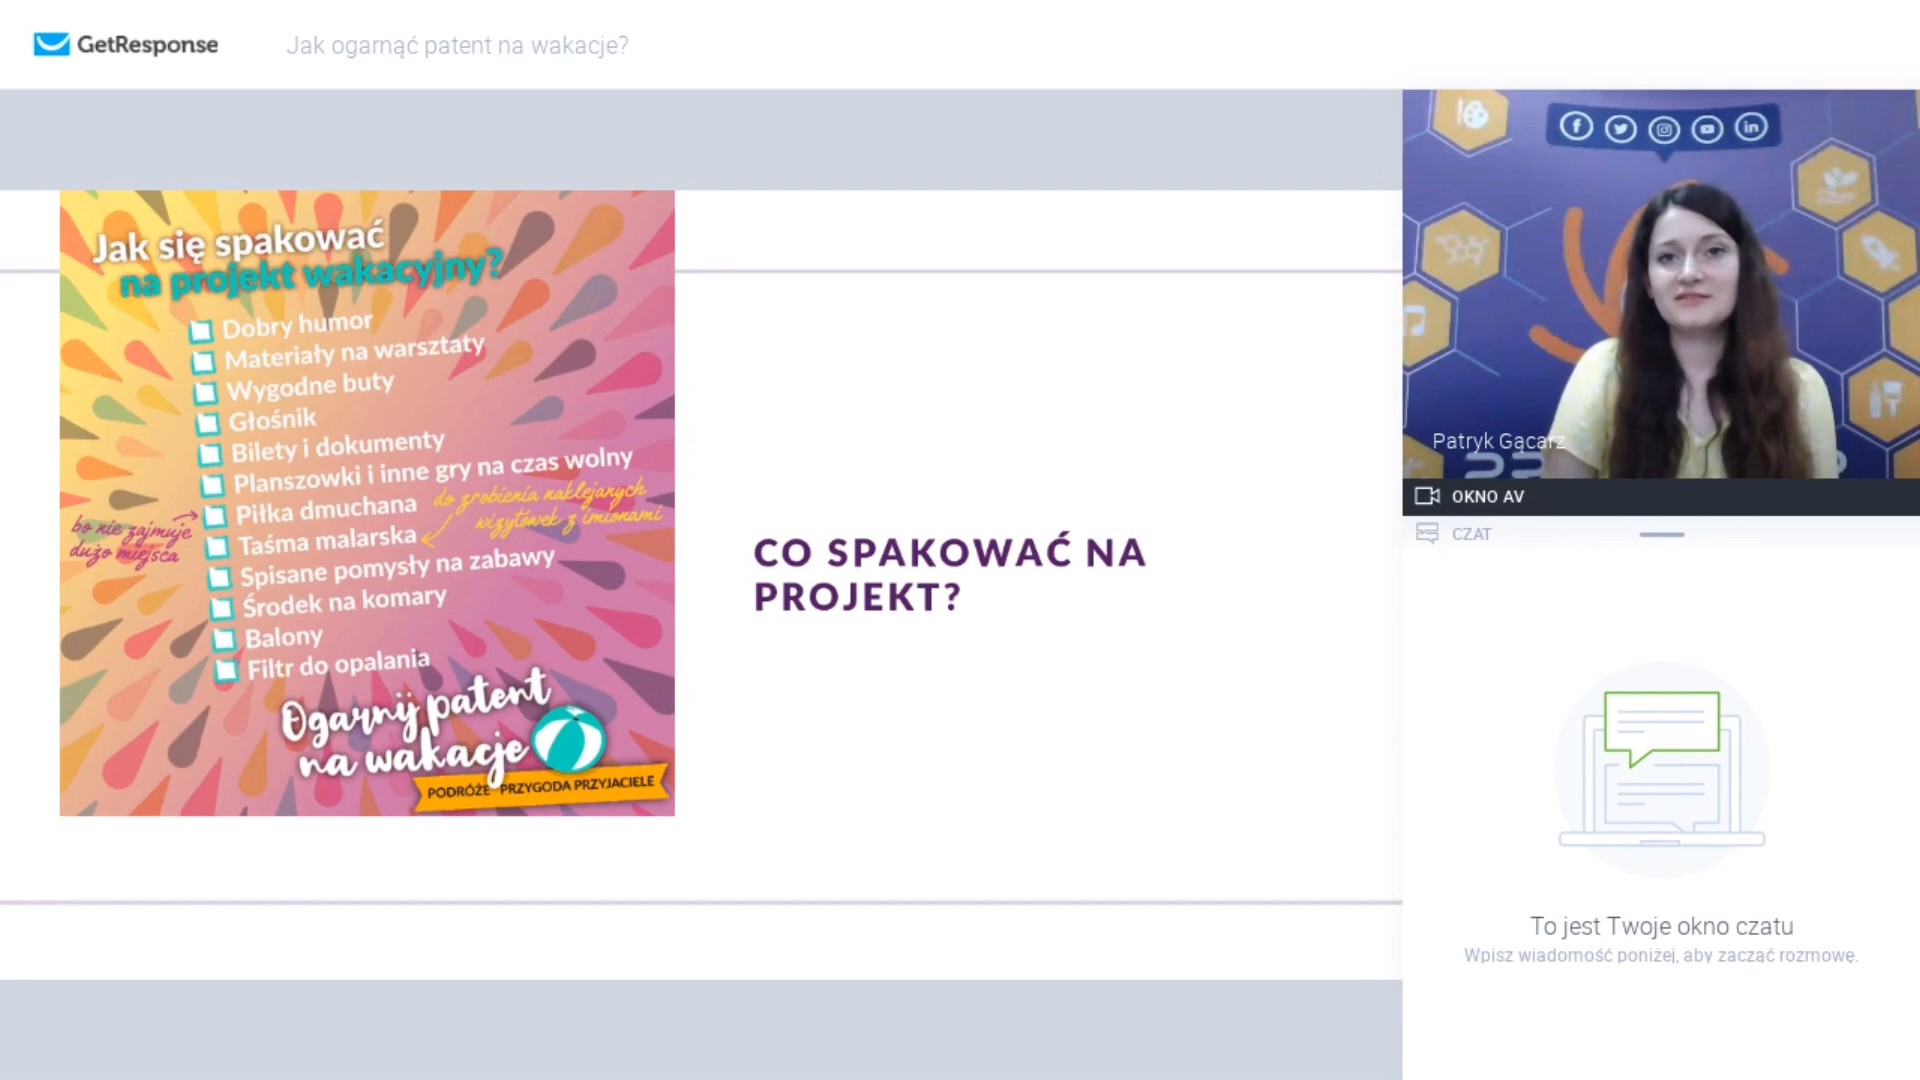 GetResponse
Jak ogarnąć patent na wakacje?
Jak się spakować
na projekt wakacyjny?
Dobry humor
Materiały na warsztaty
Wygodne buty
Głośnik
Bilety i dokumenty
Planszowki i inne gry na czas wolny
Piłka dmuchana
do zrobienia naklejanych
wizytówek z imionami
bo nie zajmuje
dużo miejsca
Taśma malarska
Spisane pomysły na zabawy
Środek na komary
Balony
Filtr do opalania
Ogarnij patent
na wakacje
PODRÓŻE PRZYGODA PRZYJACIELE
CO SPAKOWAĆ NA
PROJEKT?
Patryk Gącarz
OKNO AV
CZAT
To jest Twoje okno czatu
Wpisz wiadomość poniżej, aby zacząć rozmowę.